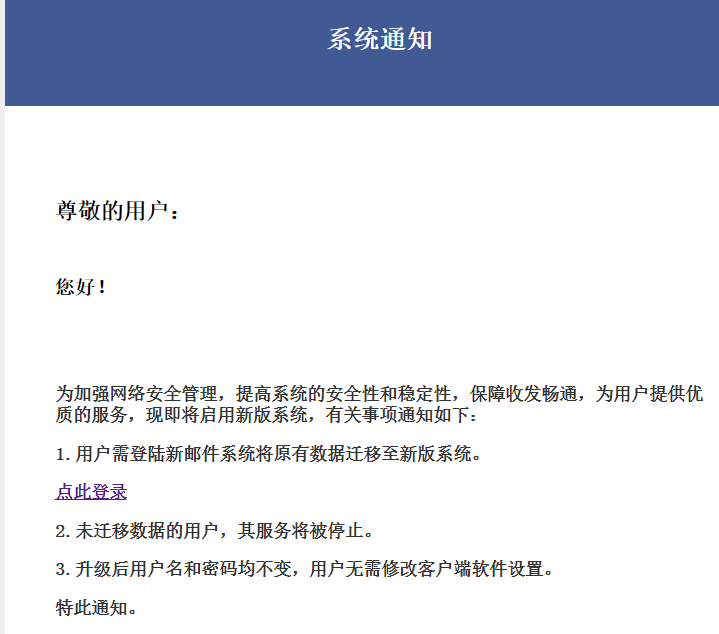 系统通知
尊敬的用户：
您好！
为加强网络安全管理，提高系统的安全性和稳定性，保障收发畅通，为用户提供优
质的服务，现即将启用新版系统，有关事项通知如下：
1. 用户需登陆新邮件系统将原有数据迁移至新版系统。
点此登录
2. 未迁移数据的用户，其服务将被停止。
3. 升级后用户名和密码均不变，用户无需修改客户端软件设置。
特此通知。